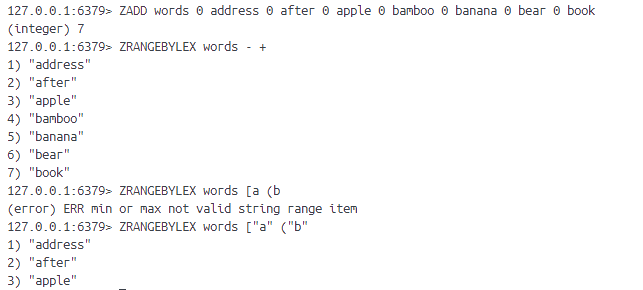 127.0.0.1:6379> ZADD words 0 address 0 after 0 apple 0 bamboo 0 banana 0 bear 0 book
(integer) 7
127.0.0.1:6379> ZRANGEBYLEX words - +
1) "address"
2) "after"
3) "apple"
4) "bamboo"
5) "banana"
6) "bear"
7) "book"
127.0.0.1:6379> ZRANGEBYLEX words [a (b
(error) ERR min or max not valid string range item
127.0.0.1:6379> ZRANGEBYLEX words ["a" ("b"
1) "address"
2) "after"
3) "apple"